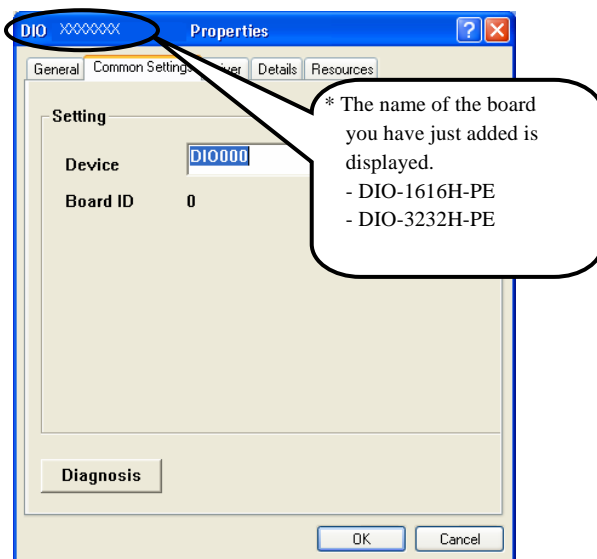 DIO XXXXXXX Properties
General Common Settings Driver Details Resources
Setting
Device DIO000
Board ID 0
* The name of the board
you have just added is
displayed.
- DIO-1616H-PE
- DIO-3232H-PE
Diagnosis
OK Cancel